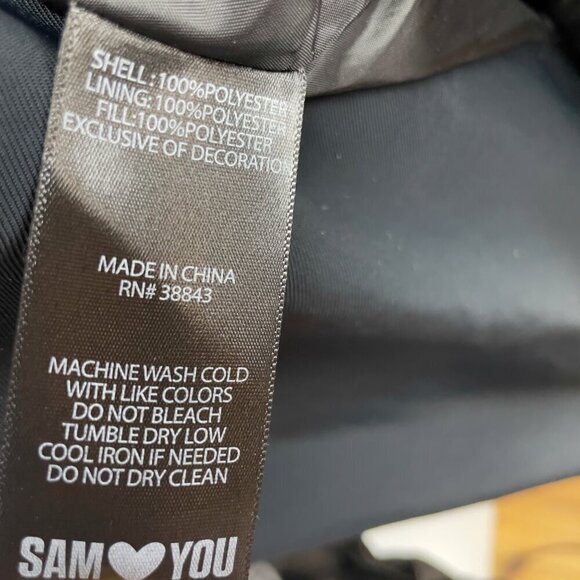 SHELL:100%POLYESTER
LINING:100%POLYESTER
FILL:100%POLYESTER
EXCLUSIVE OF DECORATIO
MADE IN CHINA
RN# 38843
MACHINE WASH COLD
WITH LIKE COLORS
DO NOT BLEACH
TUMBLE DRY LOW
COOL IRON IF NEEDED
DO NOT DRY CLEAN
SAM♥YOU